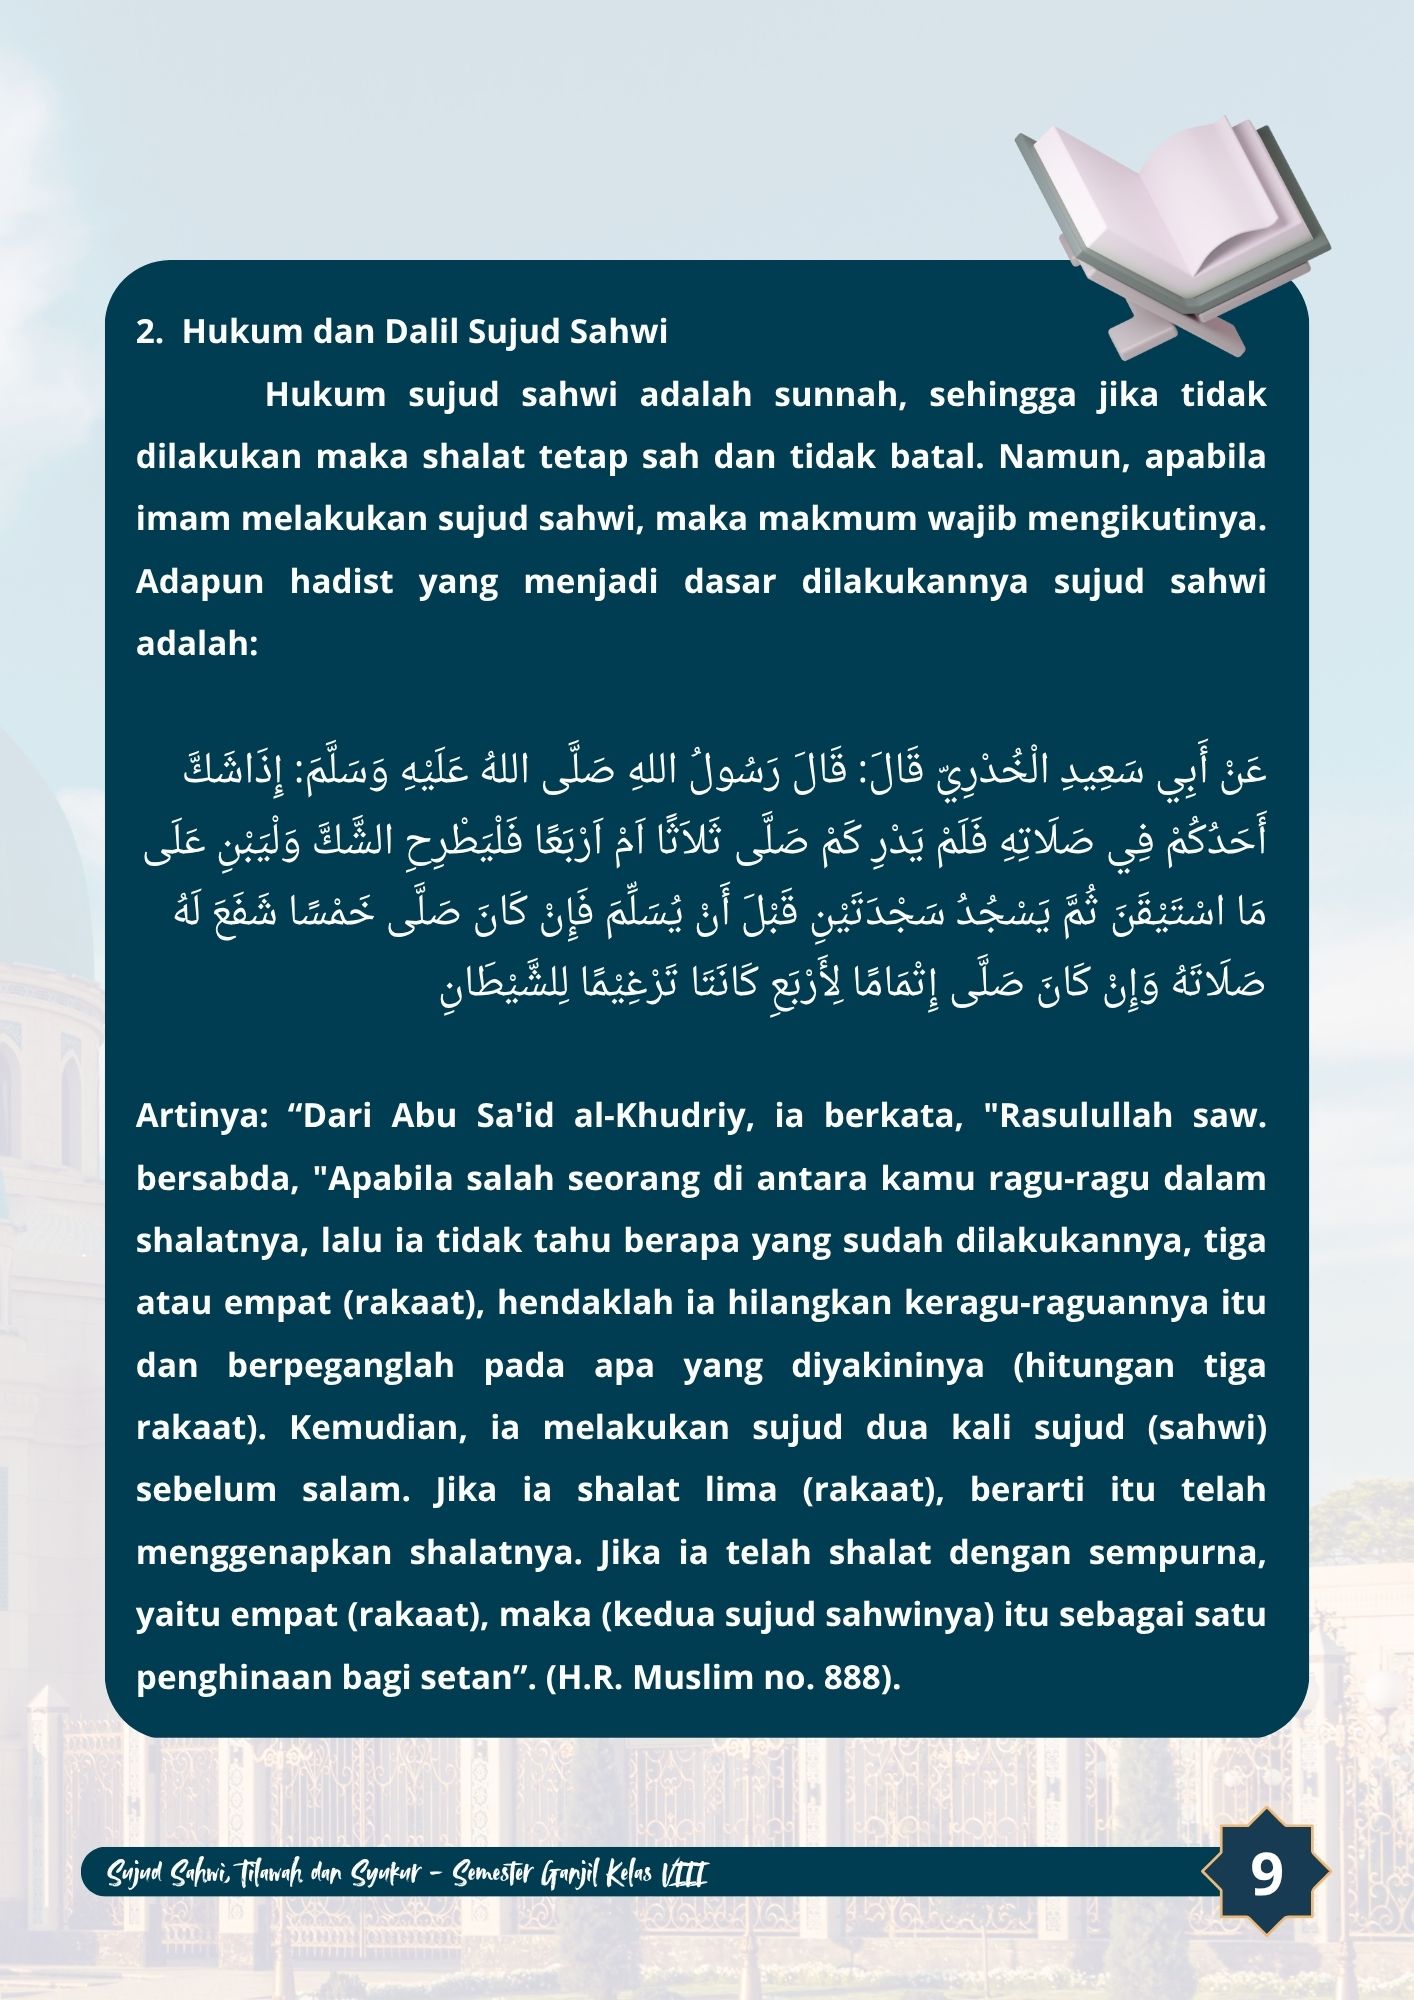 2. Hukum dan Dalil Sujud Sahwi
Hukum sujud sahwi adalah sunnah, sehingga jika tidak
dilakukan maka shalat tetap sah dan tidak batal. Namun, apabila
imam melakukan sujud sahwi, maka makmum wajib mengikutinya.
Adapun hadist yang menjadi dasar dilakukannya sujud sahwi
adalah:
عَنْ أَبِي سَعِيدِ الْخُدْرِيّ قَالَ: قَالَ رَسُولُ اللهِ صَلَّى اللهُ عَلَيْهِ وَسَلَّمَ: إِذَاشَكَّ
أَحَدُكُمْ فِي صَلَاتِهِ فَلَمْ يَدْرِ كَمْ صَلَّى ثَلاَثًا اَمْ اَرْبَعًا فَلْيَطْرِحِ الشَّكَّ وَلْيَبْنِ عَلَى
مَا اسْتَيْقَنَ ثُمَّ يَسْجُدُ سَجْدَتَيْنِ قَبْلَ أَنْ يُسَلِّمَ فَإِنْ كَانَ صَلَّى خَمْسًا شَفَعَ لَهُ
صَلَاتَهُ وَإِنْ كَانَ صَلَّى إِتْمَامًا لِأَرْبَعِ كَانَتَا تَرْغِيْمًا لِلشَّيْطَانِ
Artinya: “Dari Abu Sa'id al-Khudriy, ia berkata, "Rasulullah saw.
bersabda, "Apabila salah seorang di antara kamu ragu-ragu dalam
shalatnya, lalu ia tidak tahu berapa yang sudah dilakukannya, tiga
atau empat (rakaat), hendaklah ia hilangkan keragu-raguannya itu
dan berpeganglah pada apa yang diyakininya (hitungan tiga
rakaat). Kemudian, ia melakukan sujud dua kali sujud (sahwi)
sebelum salam. Jika ia shalat lima (rakaat), berarti itu telah
menggenapkan shalatnya. Jika ia telah shalat dengan sempurna,
yaitu empat (rakaat), maka (kedua sujud sahwinya) itu sebagai satu
penghinaan bagi setan”. (H.R. Muslim no. 888).
Sujud Sahwi, Tilawah dan Syukur - Semester Ganjil Kelas VIII
9